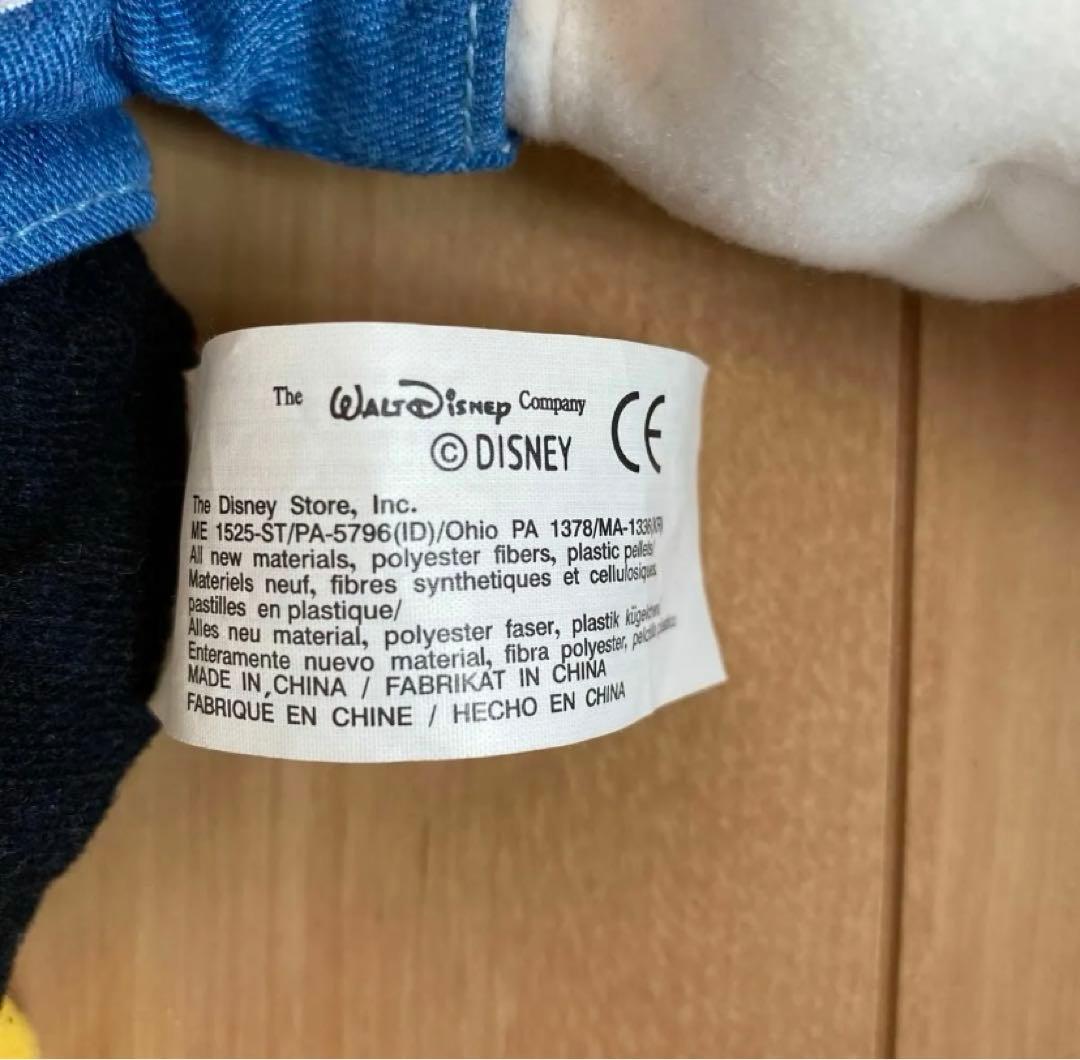 The WALT DISNEY Company
© DISNEY CE
The Disney Store, Inc.
ME 1525-ST/PA-5796(ID)/Ohio PA 1378/MA-1336
All new materials, polyester fibers, plastic pellets/
Materiels neuf, fibres synthetiques et cellulosiques
pastilles en plastique/
Alles neu material, polyester faser, plastik
Enteramente nuevo material, fibra polyester,
MADE IN CHINA / FABRIKAT IN CHINA
FABRIQUÉ EN CHINE / HECHO EN CHINA